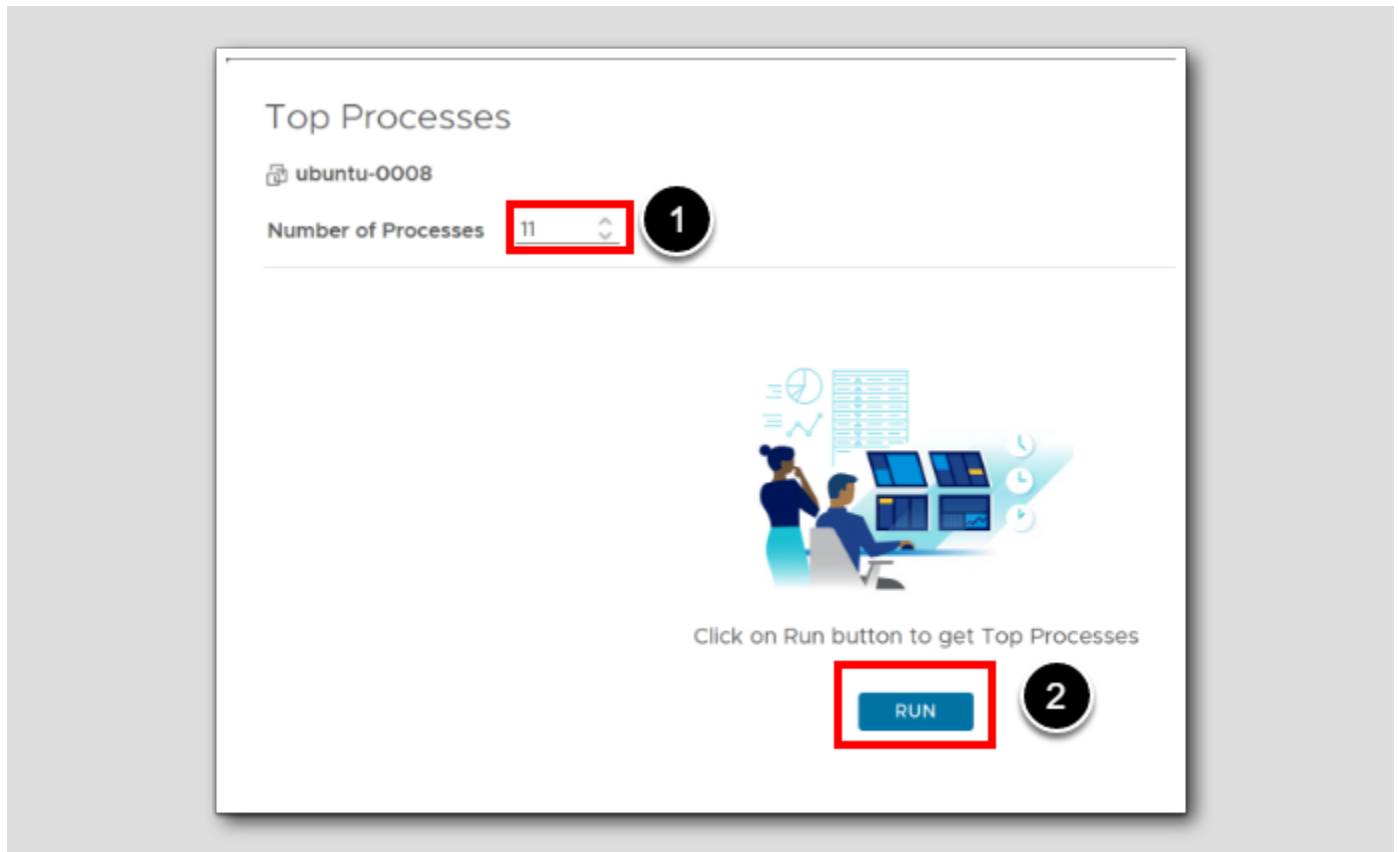 Top Processes
ubuntu-0008
Number of Processes 11 1
Click on Run button to get Top Processes
RUN 2